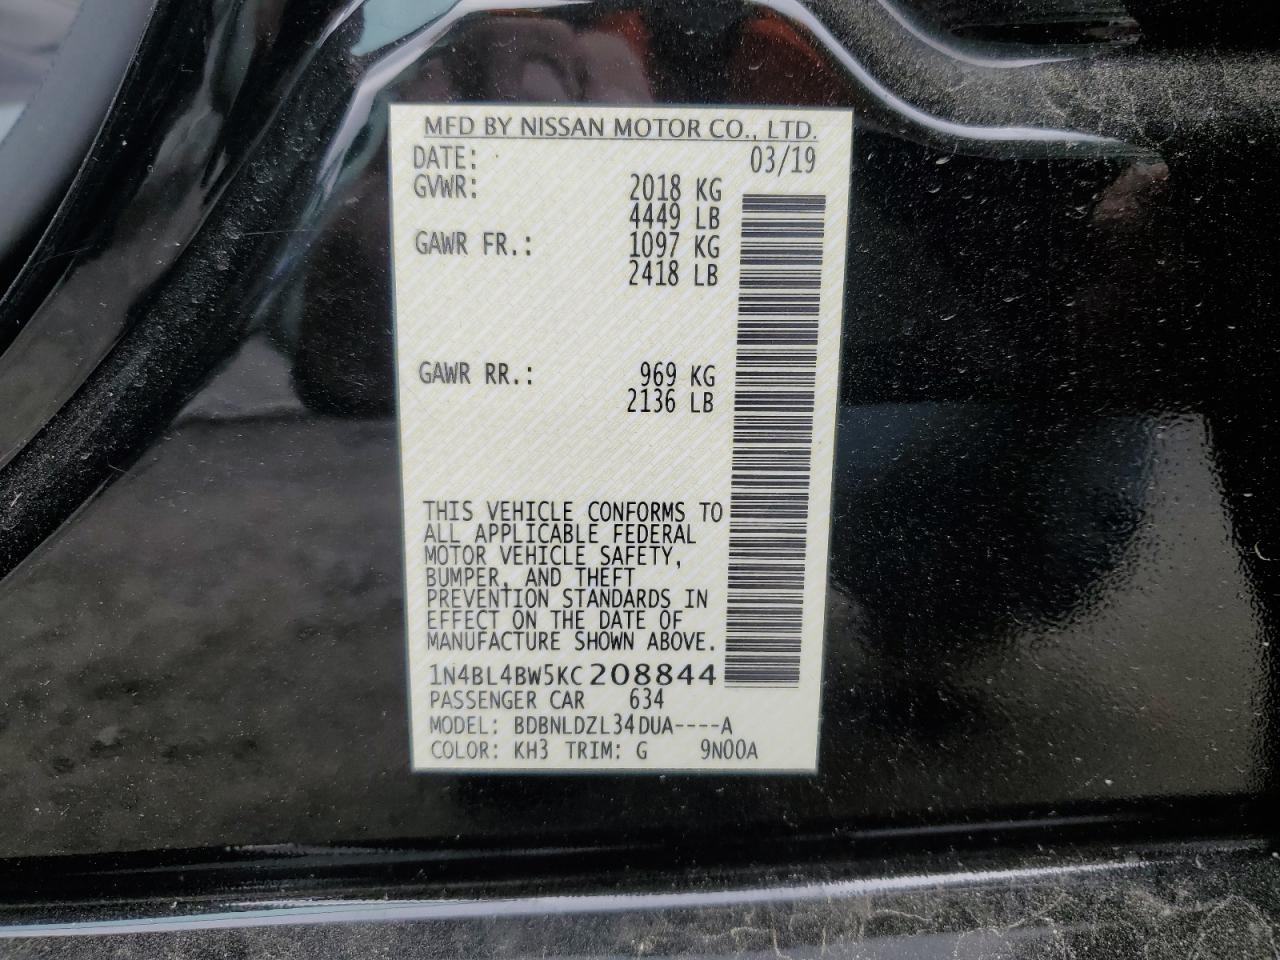 MFD BY NISSAN MOTOR CO., LTD.
DATE: 03/19
GVWR: 2018 KG
4449 LB
GAWR FR.: 1097 KG
2418 LB
GAWR RR.: 969 KG
2136 LB
THIS VEHICLE CONFORMS TO
ALL APPLICABLE FEDERAL
MOTOR VEHICLE SAFETY,
BUMPER, AND THEFT
PREVENTION STANDARDS IN
EFFECT ON THE DATE OF
MANUFACTURE SHOWN ABOVE.
1N4BL4BW5KC208844
PASSENGER CAR 634
MODEL: BDBNLDZL34DUA----A
COLOR: KH3 TRIM: G 9N00A